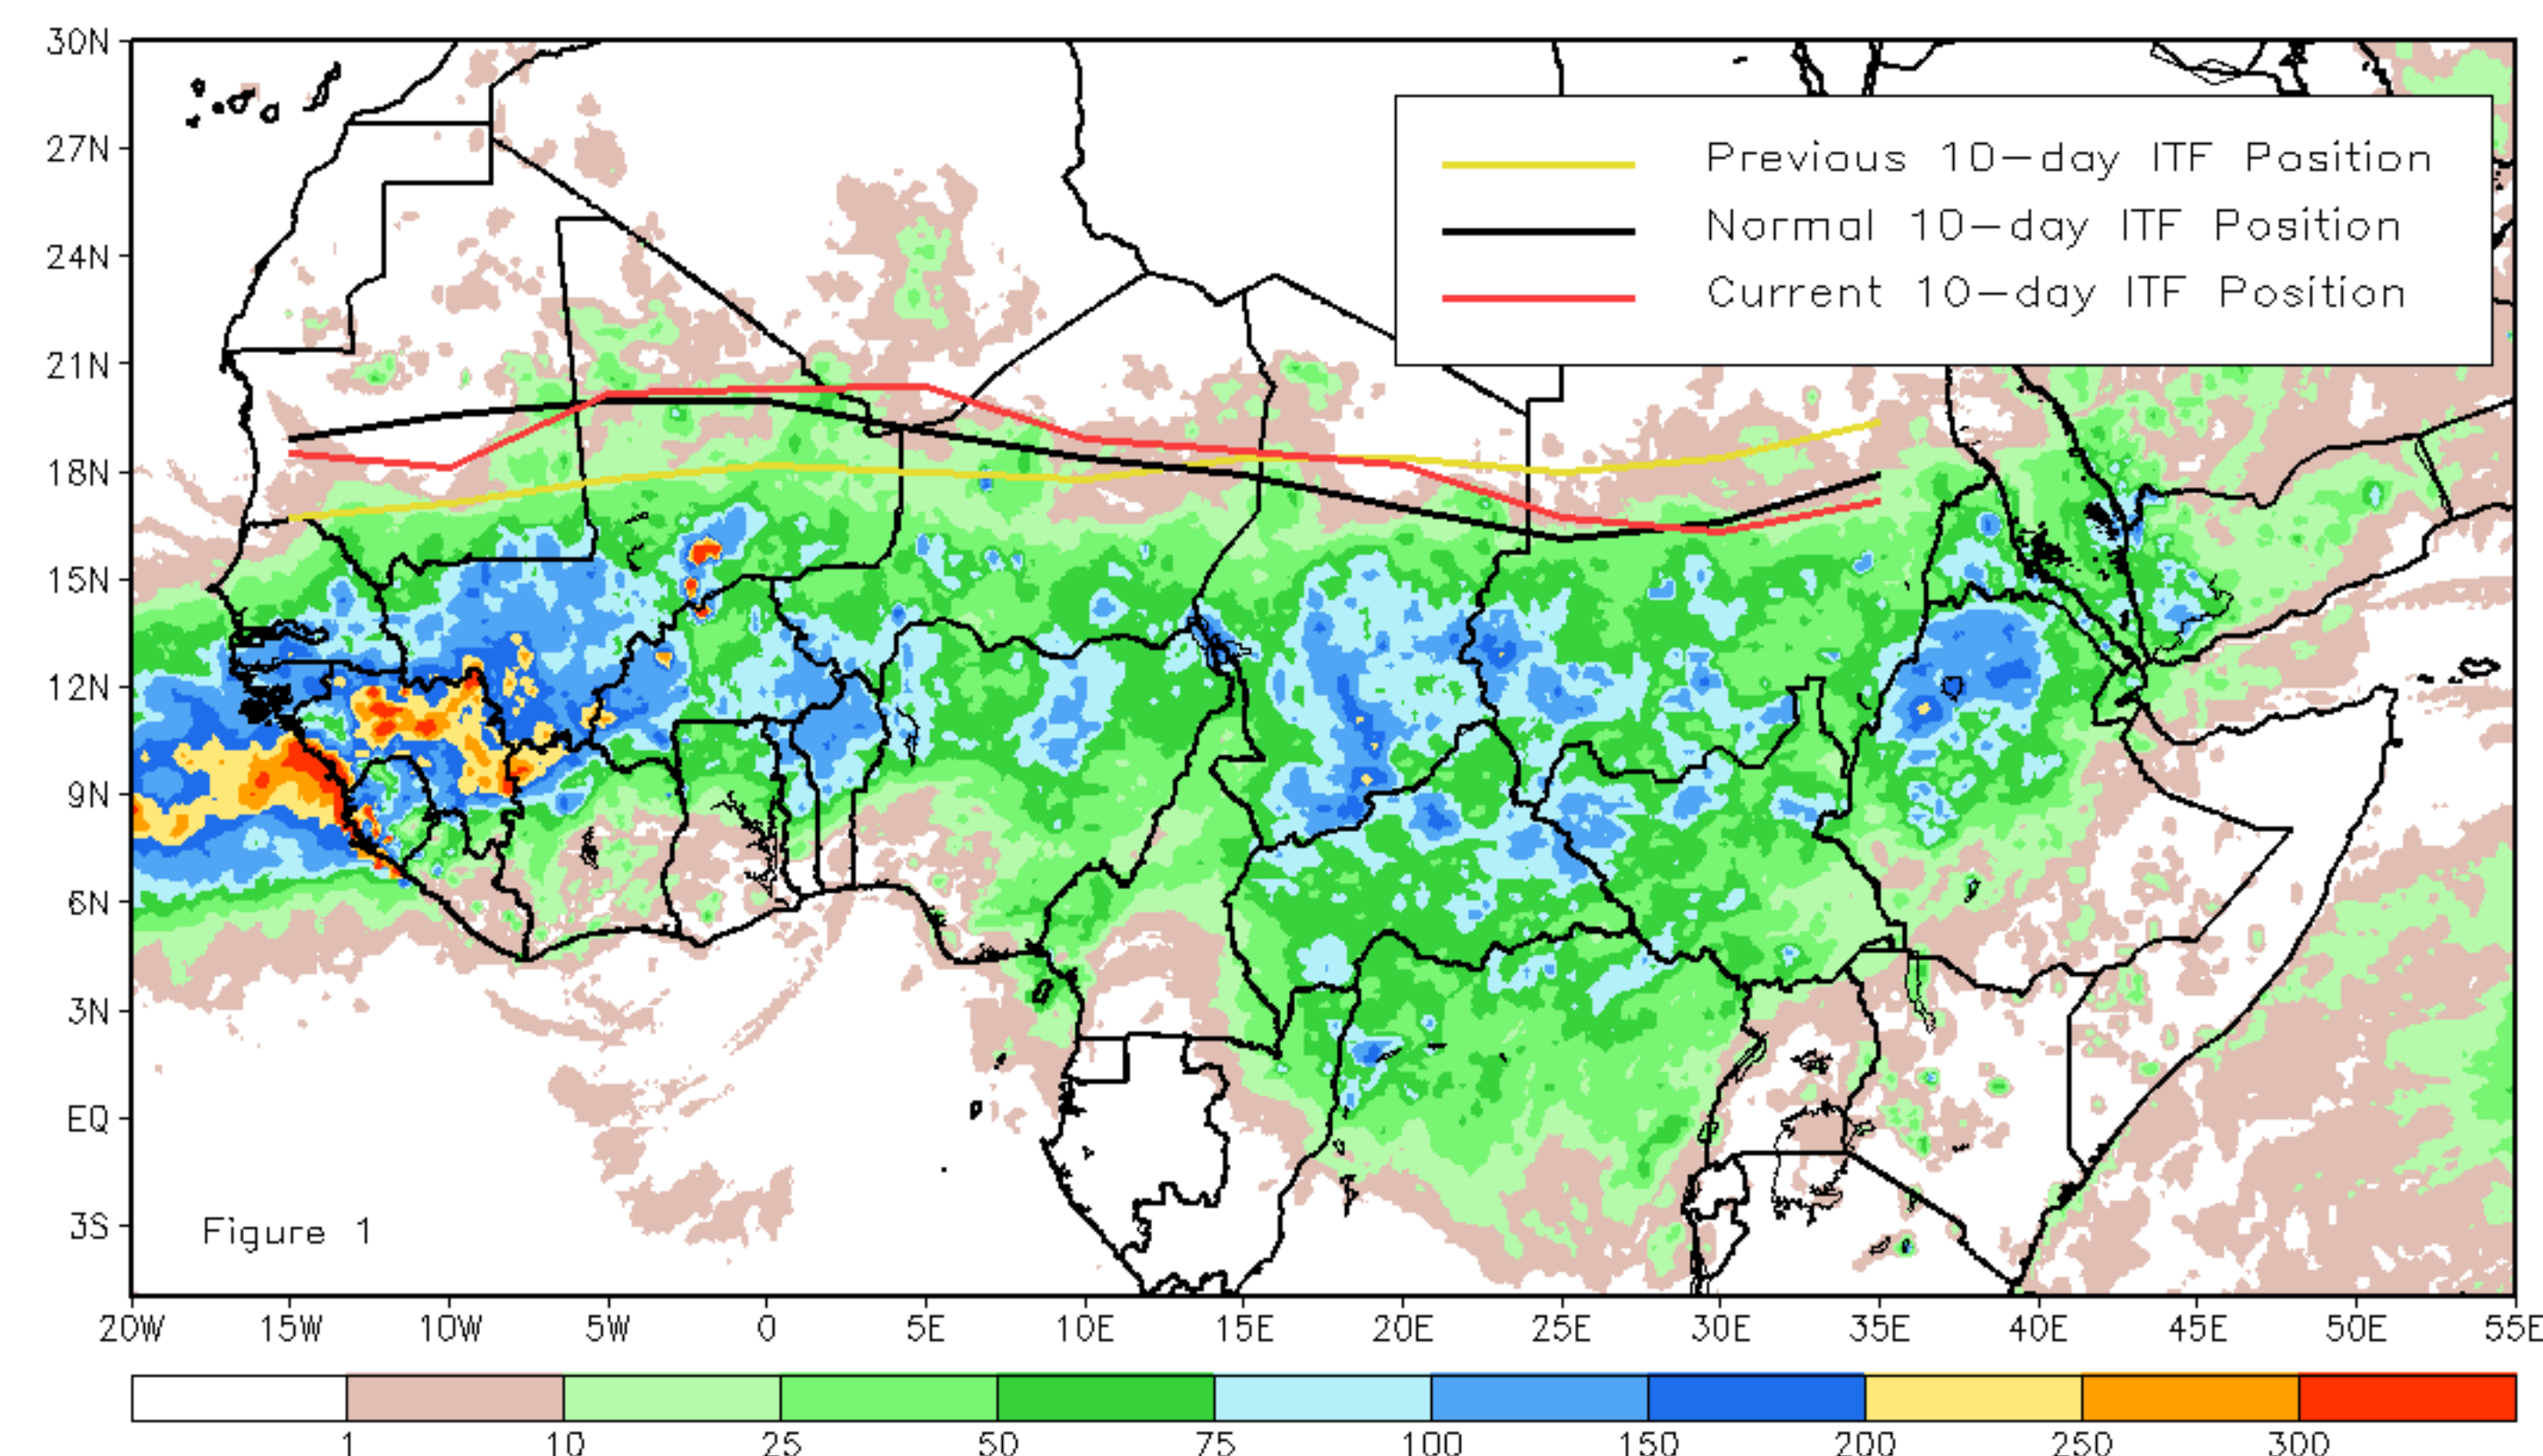 30N
27N
24N
21N
18N
15N
12N
9N
6N
3N
EQ
3S
Previous 10-day ITF Position
Normal 10-day ITF Position
Current 10-day ITF Position
Figure 1
20W 15W 10W 5W 0 5E 10E 15E 20E 25E 30E 35E 40E 45E 50E 55E
1 10 25 50 75 100 150 200 250 300